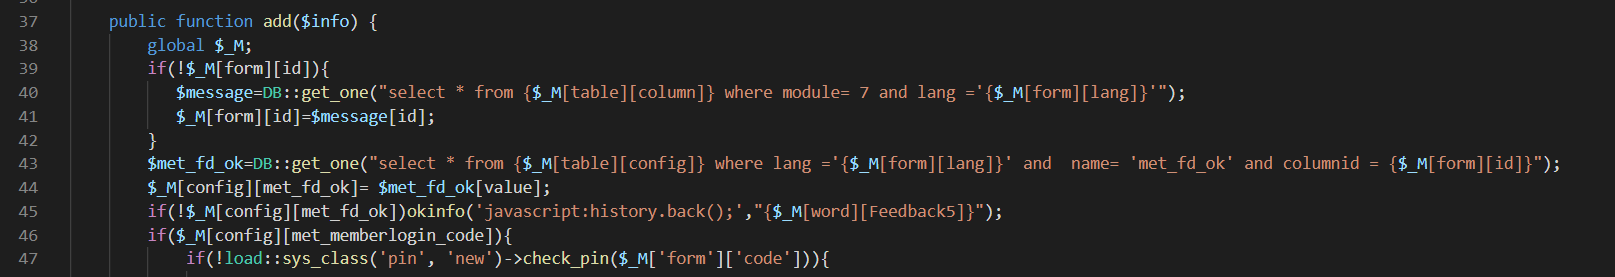 37 public function add($info) {
38 global $_M;
39 if(!$_M[form][id]){
40 $message=DB::get_one("select * from {$_M[table][column]} where module= 7 and lang ='{$_M[form][lang]}'");
41 $_M[form][id]=$message[id];
42 }
43 $met_fd_ok=DB::get_one("select * from {$_M[table][config]} where lang ='{$_M[form][lang]}' and  name= 'met_fd_ok' and columnid = {$_M[form][id]}");
44 $_M[config][met_fd_ok]= $met_fd_ok[value];
45 if(!$_M[config][met_fd_ok])okinfo('javascript:history.back();',"{$_M[word][Feedback5]}");
46 if($_M[config][met_memberlogin_code]){
47 if(!load::sys_class('pin', 'new')->check_pin($_M['form']['code'])){